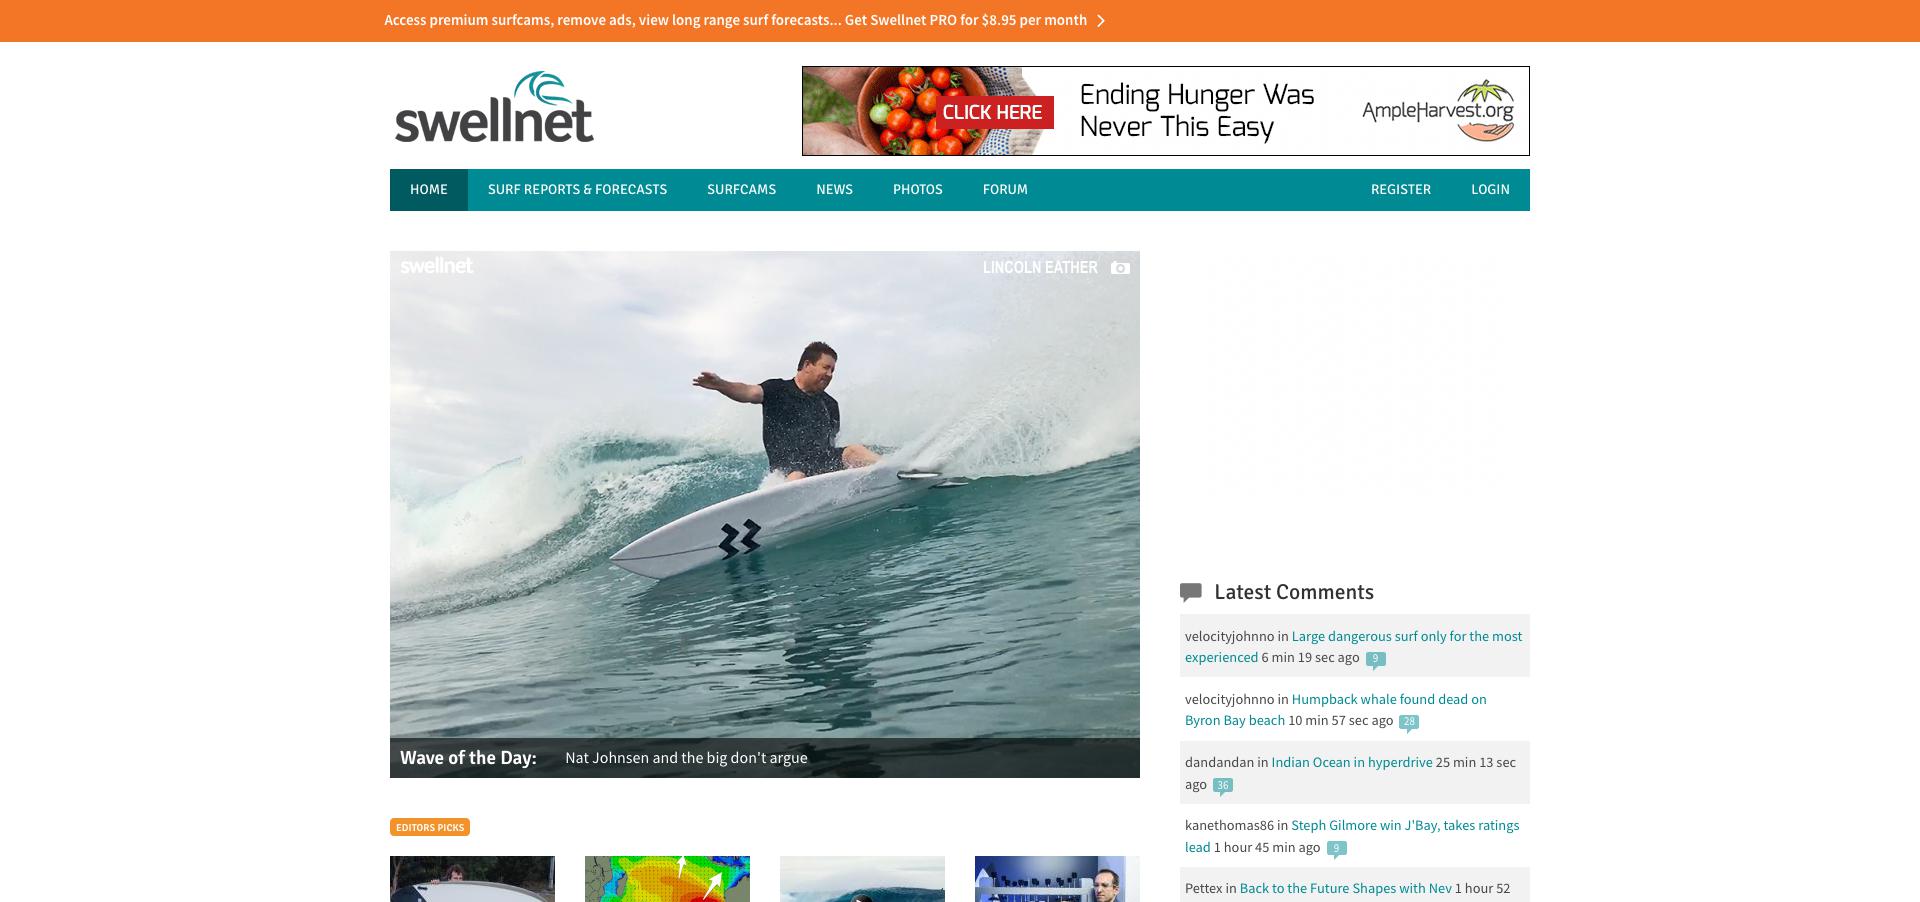 Access premium surfcams, remove ads, view long range surf forecasts... Get Swellnet PRO for $8.95 per month
swellnet
CLICK HERE
Ending Hunger Was
Never This Easy
AmpleHarvest.org
HOME
SURF REPORTS & FORECASTS
SURFCAMS
NEWS
PHOTOS
FORUM
REGISTER
LOGIN
swellnet
LINCOLN EATHER
Wave of the Day:
Nat Johnsen and the big don't argue
EDITORS PICKS
Latest Comments
velocityjohnno in Large dangerous surf only for the most
experienced 6 min 19 sec ago 9
velocityjohnno in Humpback whale found dead on
Byron Bay beach 10 min 57 sec ago 28
dandandan in Indian Ocean in hyperdrive 25 min 13 sec
ago 36
kanethomas86 in Steph Gilmore win J'Bay, takes ratings
lead 1 hour 45 min ago 9
Pettex in Back to the Future Shapes with Nev 1 hour 52